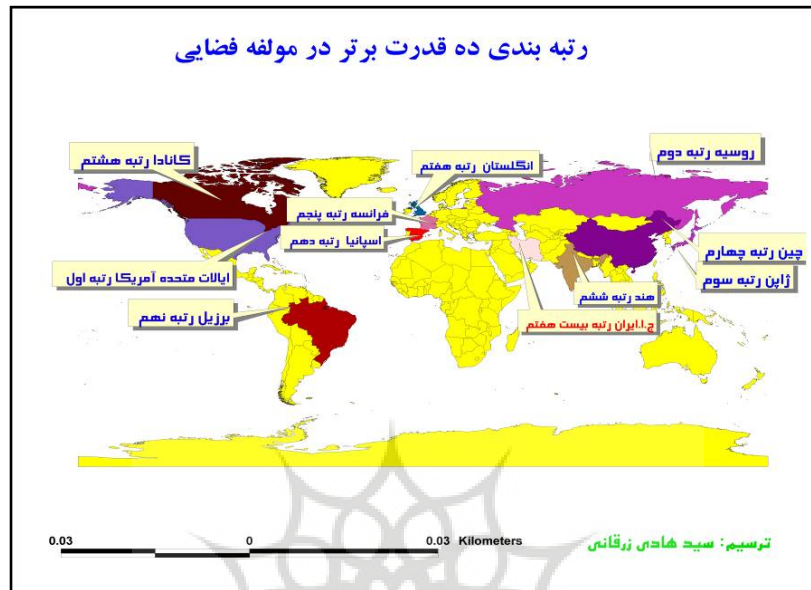 رتبه بندی ده قدرت برتر در مولفه فضایی
روسیه رتبه دوم
انگلستان رتبه هفتم
کانادا رتبه هشتم
فرانسه رتبه پنجم
اسپانیا رتبه دهم
چین رتبه چهارم
ژاپن رتبه سوم
ایالات متحده آمریکا رتبه اول
هند رتبه ششم
برزیل رتبه نهم
ج.ا.ایران رتبه بیست هفتم
0.03 0 0.03 Kilometers
ترسیم: سید هادی زرقانی